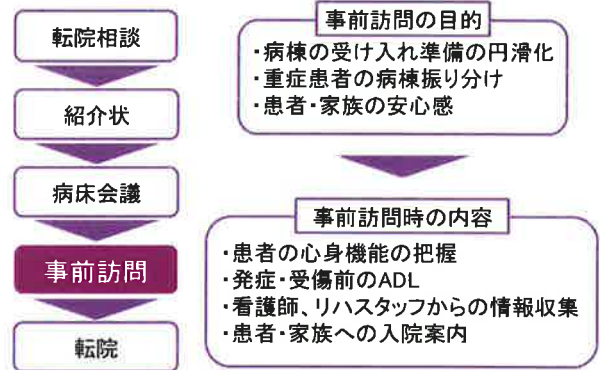 転院相談
紹介状
病床会議
事前訪問
転院
事前訪問の目的
・病棟の受け入れ準備の円滑化
・重症患者の病棟振り分け
・患者・家族の安心感
事前訪問時の内容
・患者の心身機能の把握
・発症・受傷前のADL
・看護師、リハスタッフからの情報収集
・患者・家族への入院案内